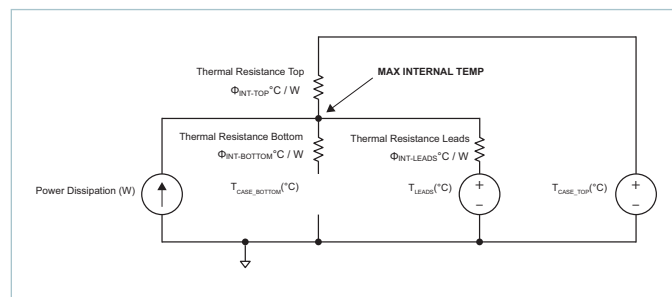 Thermal Resistance Top
MAX INTERNAL TEMP
ΦINT-TOP°C / W
Thermal Resistance Bottom
Thermal Resistance Leads
ΦINT-BOTTOM°C / W
ΦINT-LEADS°C / W
Power Dissipation (W)
TCASE_BOTTOM(°C)
TLEADS(°C)
TCASE_TOP(°C)
+
–
+
–